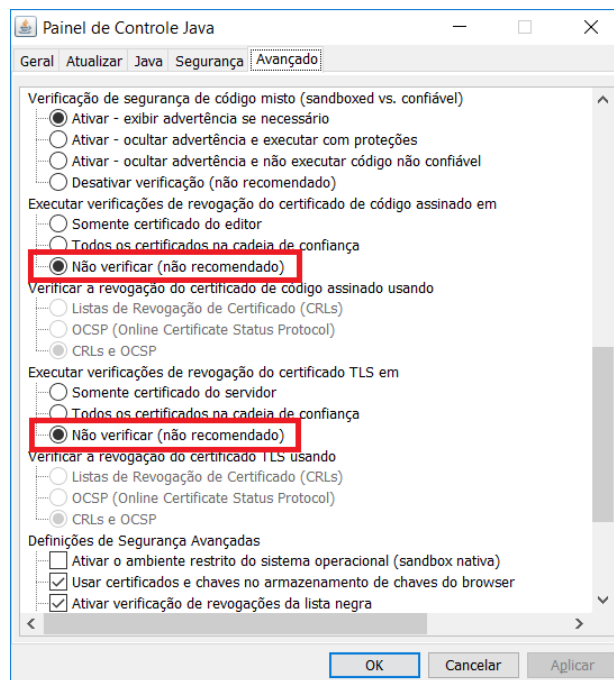 Painel de Controle Java
Geral Atualizar Java Segurança Avançado
Verificação de segurança de código misto (sandboxed vs. confiável)
Ativar - exibir advertência se necessário
Ativar - ocultar advertência e executar com proteções
Ativar - ocultar advertência e não executar código não confiável
Desativar verificação (não recomendado)
Executar verificações de revogação do certificado de código assinado em
Somente certificado do editor
Todos os certificados na cadeia de confiança
Não verificar (não recomendado)
Verificar a revogação do certificado de código assinado usando
Listas de Revogação de Certificado (CRLs)
OCSP (Online Certificate Status Protocol)
CRLs e OCSP
Executar verificações de revogação do certificado TLS em
Somente certificado do servidor
Todos os certificados na cadeia de confiança
Não verificar (não recomendado)
Verificar a revogação do certificado TLS usando
Listas de Revogação de Certificado (CRLs)
OCSP (Online Certificate Status Protocol)
CRLs e OCSP
Definições de Segurança Avançadas
Ativar o ambiente restrito do sistema operacional (sandbox nativa)
Usar certificados e chaves no armazenamento de chaves do browser
Ativar verificação de revogações da lista negra
OK Cancelar Aplicar